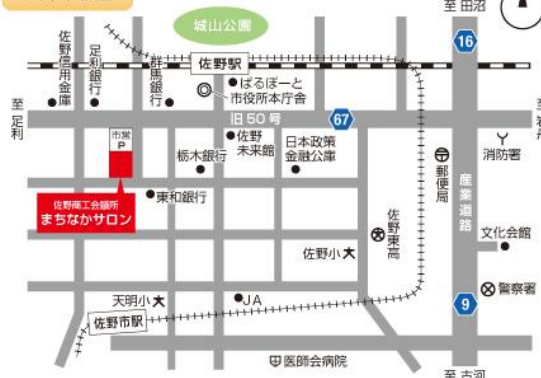 至 田沼
城山公園
16
佐野信用金庫
足利銀行
群馬銀行
佐野駅
ぱるぽーと
市役所本庁舎
至 足利
旧50号
67
市営
P
佐野
未来館
栃木銀行
日本政策
金融公庫
消防署
郵便局
産業道路
佐野商工会議所
まちなかサロン
東和銀行
佐野東高
文化会館
佐野小
天明小
JA
9
警察署
佐野市駅
医師会病院
至 古河